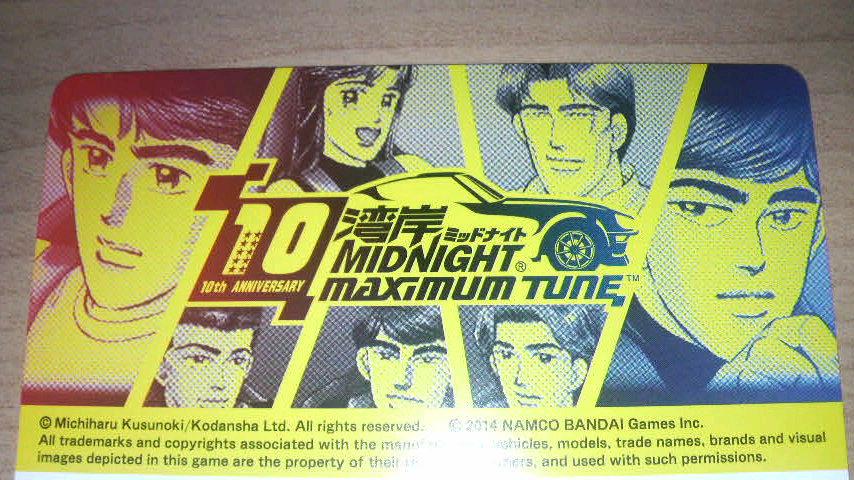 10
10th ANNIVERSARY
湾岸ミッドナイト
MIDNIGHT®
MAXIMUM TUNE™
© Michiharu Kusunoki/Kodansha Ltd. All rights reserved. © 2014 NAMCO BANDAI Games Inc.
All trademarks and copyrights associated with the vehicles, models, trade names, brands and visual
images depicted in this game are the property of their and used with such permissions.